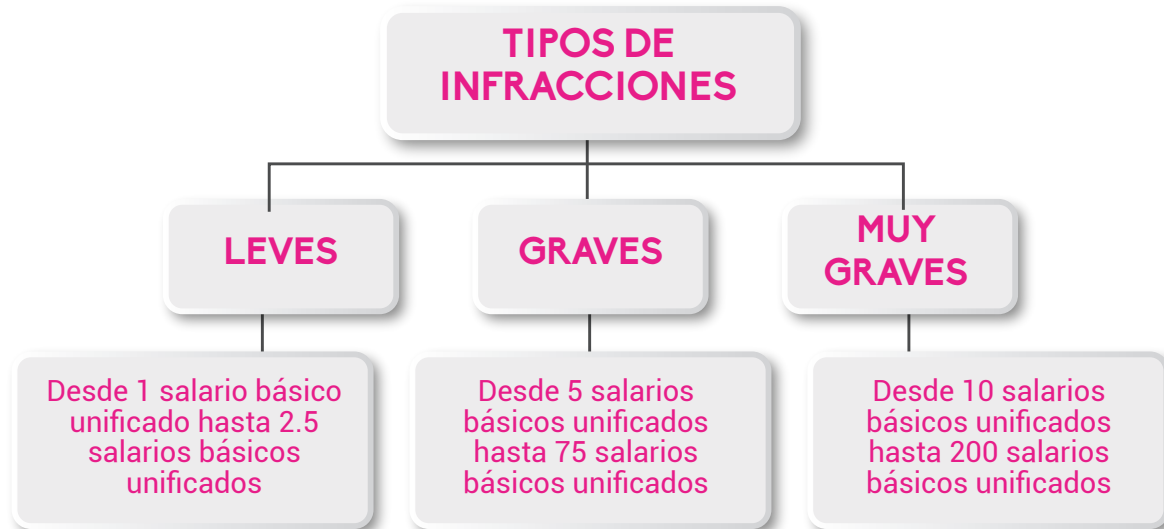 TIPOS DE
INFRACCIONES
LEVES
GRAVES
MUY
GRAVES
Desde 1 salario básico
unificado hasta 2.5
salarios básicos
unificados
Desde 5 salarios
básicos unificados
hasta 75 salarios
básicos unificados
Desde 10 salarios
básicos unificados
hasta 200 salarios
básicos unificados